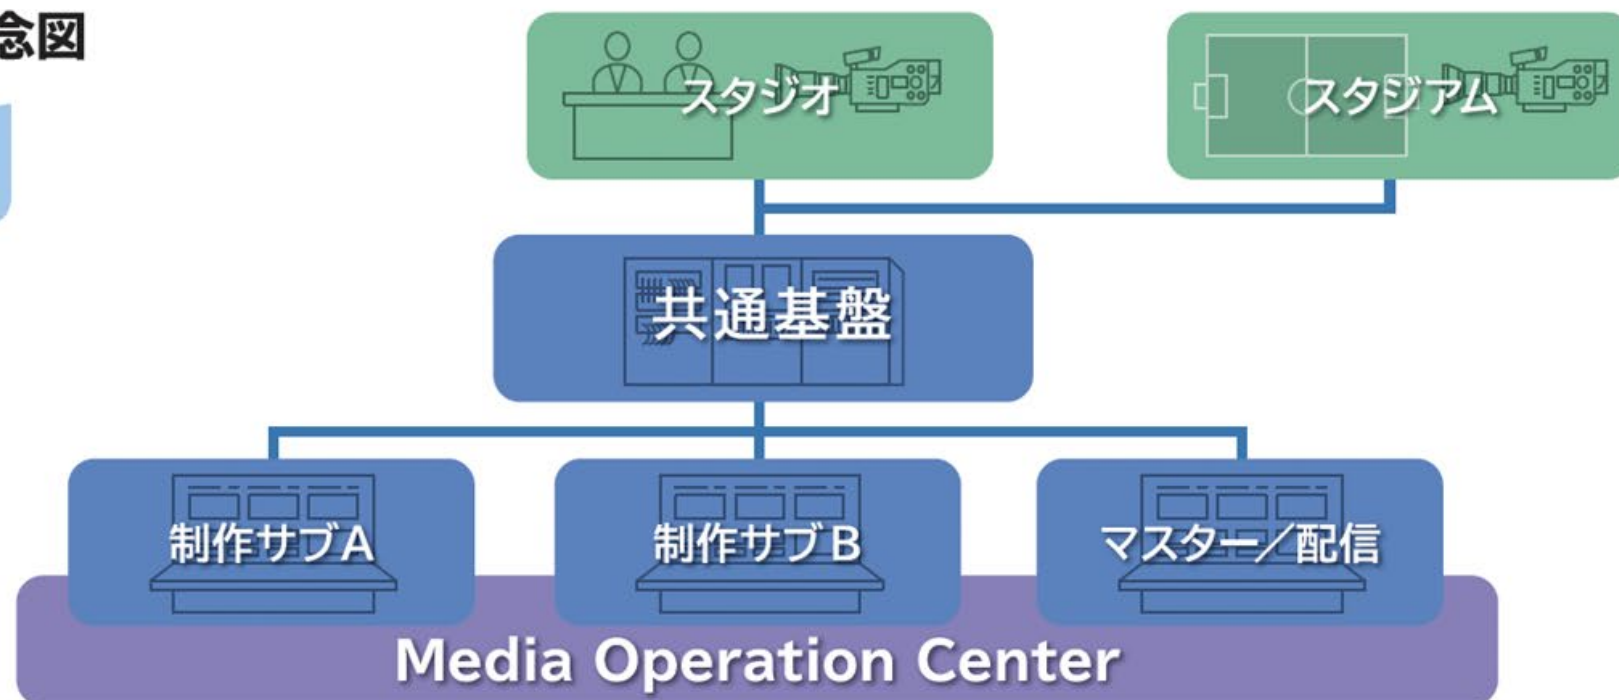 念図
スタジオ
スタジアム
共通基盤
制作サブA
制作サブB
マスター／配信
Media Operation Center